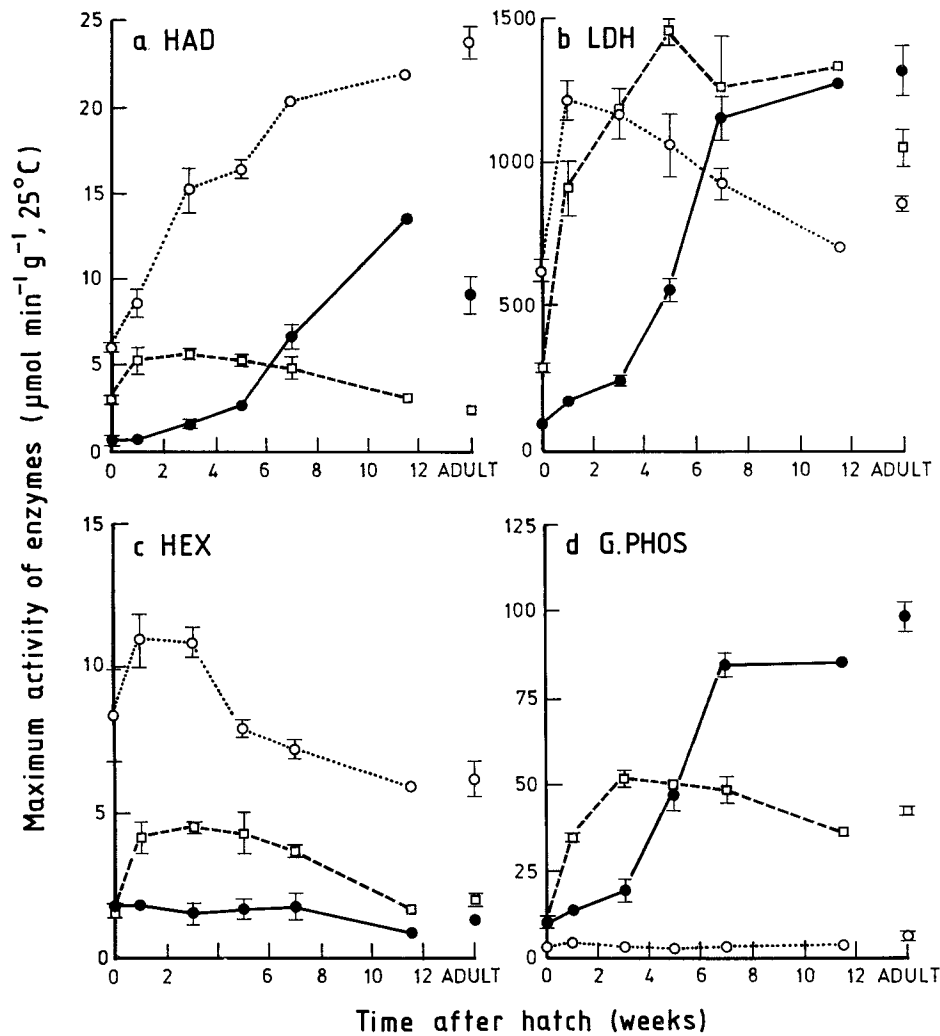 Maximum activity of enzymes (μmol min⁻¹ g⁻¹, 25°C)
a HAD
25
20
15
10
5
0
0 2 4 6 8 10 12 ADULT
b LDH
1500
1000
500
0
0 2 4 6 8 10 12 ADULT
c HEX
15
10
5
0
0 2 4 6 8 10 12 ADULT
d G.PHOS
125
100
75
50
25
0
0 2 4 6 8 10 12 ADULT
Time after hatch (weeks)